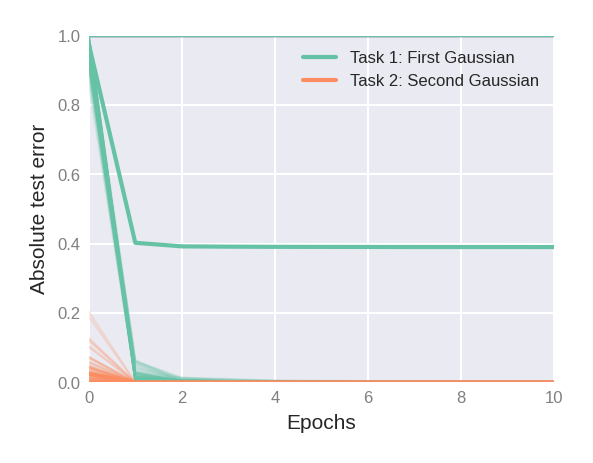 1.0
0.8
0.6
0.4
0.2
0.0
Absolute test error
Task 1: First Gaussian
Task 2: Second Gaussian
0 2 4 6 8 10
Epochs